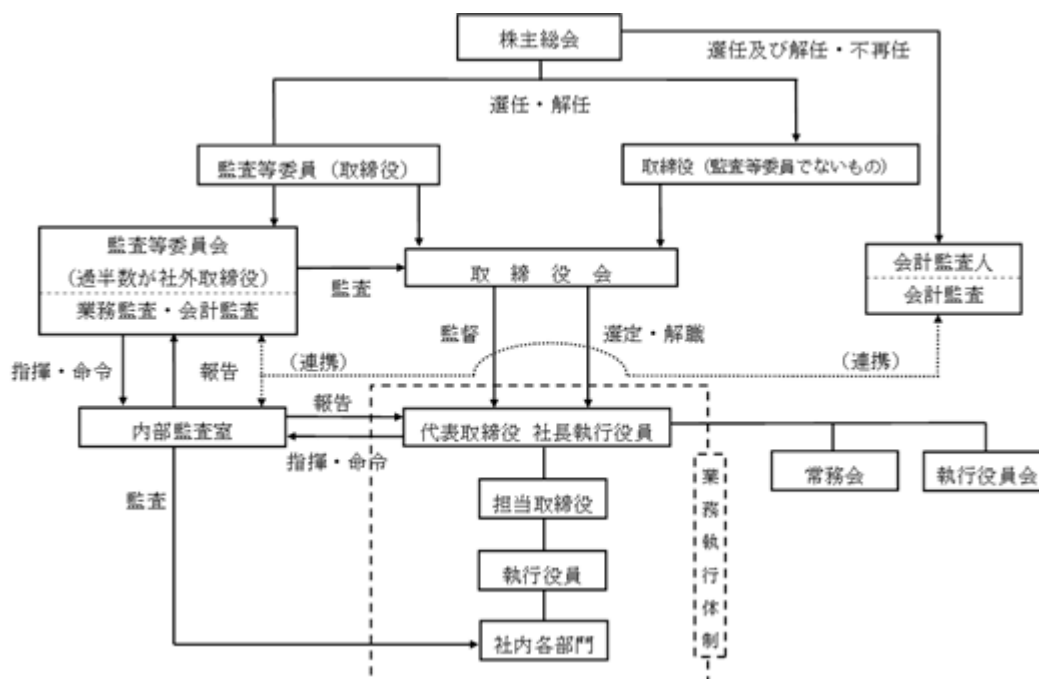 株主総会
選任及び解任・不再任
選任・解任
監査等委員（取締役）
取締役（監査等委員でないもの）
監査等委員会
(過半数が社外取締役)
業務監査・会計監査
監査
取締役会
会計監査人
会計監査
監督
選定・解職
指揮・命令
報告
（連携）
（連携）
内部監査室
報告
指揮・命令
代表取締役 社長執行役員
常務会
執行役員会
監査
担当取締役
執行役員
社内各部門
業務執行体制